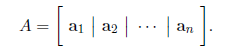 A = [ a₁ | a₂ | ⋯ | aₙ ].